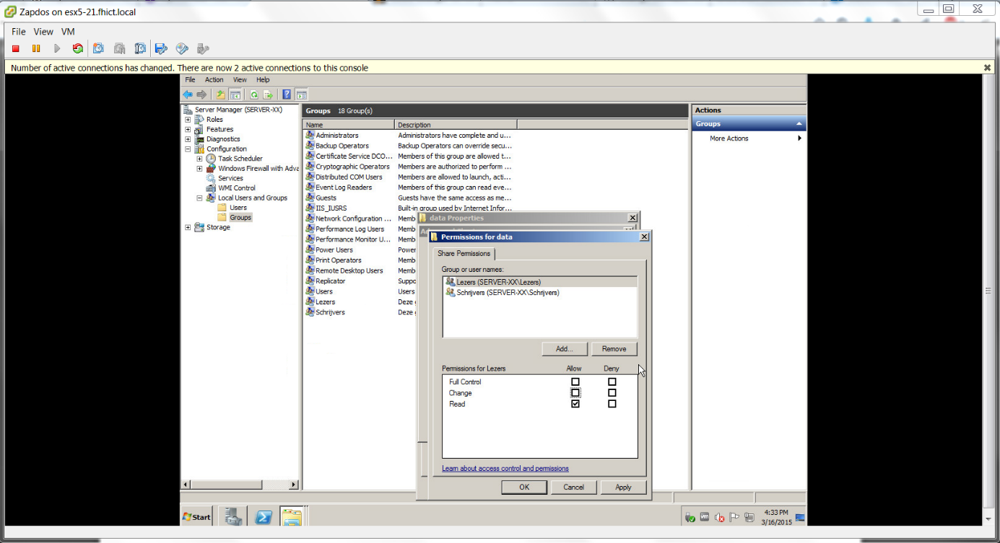 Zapdos on esx5-21.fhict.local
File View VM
Number of active connections has changed. There are now 2 active connections to this console
File Action View Help
Server Manager (SERVER-XX)
Roles
Features
Diagnostics
Configuration
Task Scheduler
Windows Firewall with Adva
Services
WMI Control
Local Users and Groups
Users
Groups
Storage
Groups 18 Group(s)
Name Description
Administrators Administrators have complete and u...
Backup Operators Backup Operators can override secu...
Certificate Service DCO... Members of this group are allowed t...
Cryptographic Operators Members are authorized to perform ...
Distributed COM Users Members are allowed to launch, acti...
Event Log Readers Members of this group can read eve...
Guests Guests have the same access as me...
IIS_IUSRS Built-in group used by Internet Infor...
Network Configuration ... Memb
Performance Log Users Memb
Performance Monitor U... Memb
Power Users Power
Print Operators Memb
Remote Desktop Users Memb
Replicator Suppo
Users Users
Lezers Deze
Schrijvers Deze
data Properties
Permissions for data
Share Permissions
Group or user names:
Lezers (SERVER-XX\Lezers)
Schrijvers (SERVER-XX\Schrijvers)
Add... Remove
Permissions for Lezers Allow Deny
Full Control
Change
Read
Learn about access control and permissions
OK Cancel Apply
Actions
Groups
More Actions
Start
4:33 PM
3/16/2015